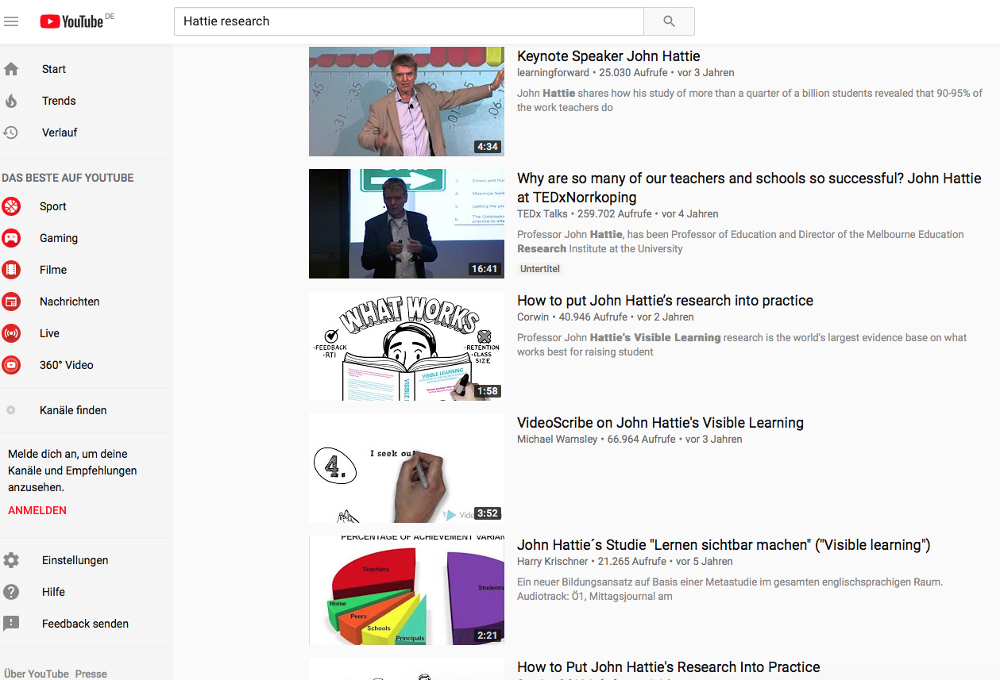 YouTube DE
Hattie research
Start
Trends
Verlauf
DAS BESTE AUF YOUTUBE
Sport
Gaming
Filme
Nachrichten
Live
360° Video
Kanäle finden
Melde dich an, um deine
Kanäle und Empfehlungen
anzusehen.
ANMELDEN
Einstellungen
Hilfe
Feedback senden
Über YouTube Presse
-.45
-.31
-.01
.06-.10
4:34
Keynote Speaker John Hattie
learningforward • 25.030 Aufrufe • vor 3 Jahren
John Hattie shares how his study of more than a quarter of a billion students revealed that 90-95% of
the work teachers do
16:41
Why are so many of our teachers and schools so successful? John Hattie
at TEDxNorrkoping
TEDx Talks • 259.702 Aufrufe • vor 4 Jahren
Professor John Hattie, has been Professor of Education and Director of the Melbourne Education
Research Institute at the University
Untertitel
WHAT WORKS
·FEEDBACK
·RTI
·RETENTION
·CLASS
SIZE
VISIBLE LEARNING
1:58
How to put John Hattie’s research into practice
Corwin • 40.946 Aufrufe • vor 2 Jahren
Professor John Hattie's Visible Learning research is the world's largest evidence base on what
works best for raising student
4.
I seek out
Vide
3:52
VideoScribe on John Hattie's Visible Learning
Michael Wamsley • 66.964 Aufrufe • vor 3 Jahren
PERCENTAGE OF ACHIEVEMENT VARIAN
Teachers
Students
Home
Peers
Schools
Principals
2:21
John Hattie´s Studie "Lernen sichtbar machen" ("Visible learning")
Harry Krischner • 21.265 Aufrufe • vor 5 Jahren
Ein neuer Bildungsansatz auf Basis einer Metastudie im gesamten englischsprachigen Raum.
Audiotrack: Ö1, Mittagsjournal am
How to Put John Hattie's Research Into Practice